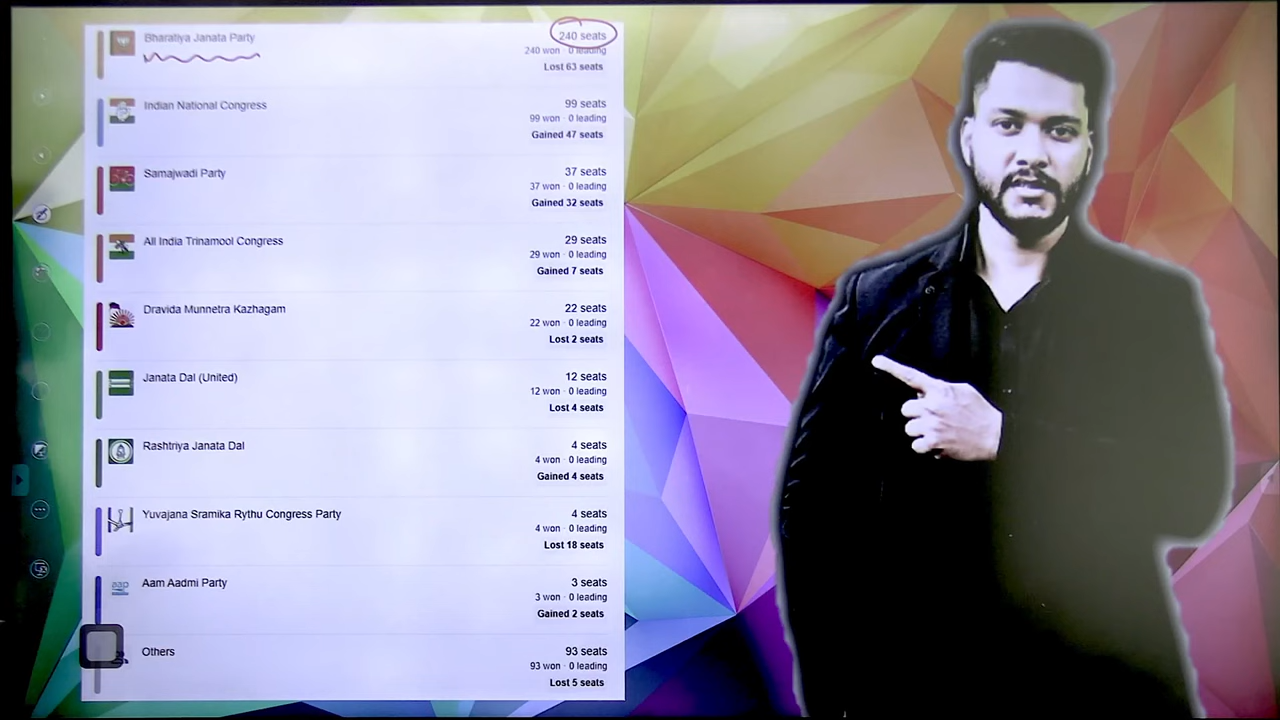 Bharatiya Janata Party
240 seats
240 won · 0 leading
Lost 63 seats
Indian National Congress
99 seats
99 won · 0 leading
Gained 47 seats
Samajwadi Party
37 seats
37 won · 0 leading
Gained 32 seats
All India Trinamool Congress
29 seats
29 won · 0 leading
Gained 7 seats
Dravida Munnetra Kazhagam
22 seats
22 won · 0 leading
Lost 2 seats
Janata Dal (United)
12 seats
12 won · 0 leading
Lost 4 seats
Rashtriya Janata Dal
4 seats
4 won · 0 leading
Gained 4 seats
Yuvajana Sramika Rythu Congress Party
4 seats
4 won · 0 leading
Lost 18 seats
aap
Aam Aadmi Party
3 seats
3 won · 0 leading
Gained 2 seats
Others
93 seats
93 won · 0 leading
Lost 5 seats